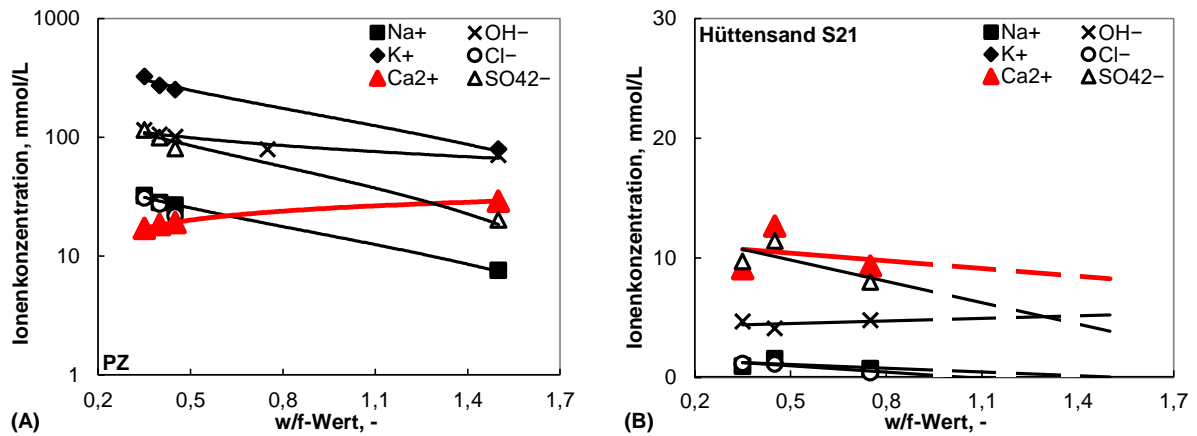 1000
100
10
1
Ionenkonzentration, mmol/L
Na+
OH−
K+
Cl−
Ca2+
SO42−
PZ
0,2
0,5
0,8
1,1
1,4
1,7
w/f-Wert, -
(A)
30
20
10
0
Ionenkonzentration, mmol/L
Hüttensand S21
Na+
OH−
K+
Cl−
Ca2+
SO42−
0,2
0,5
0,8
1,1
1,4
1,7
w/f-Wert, -
(B)